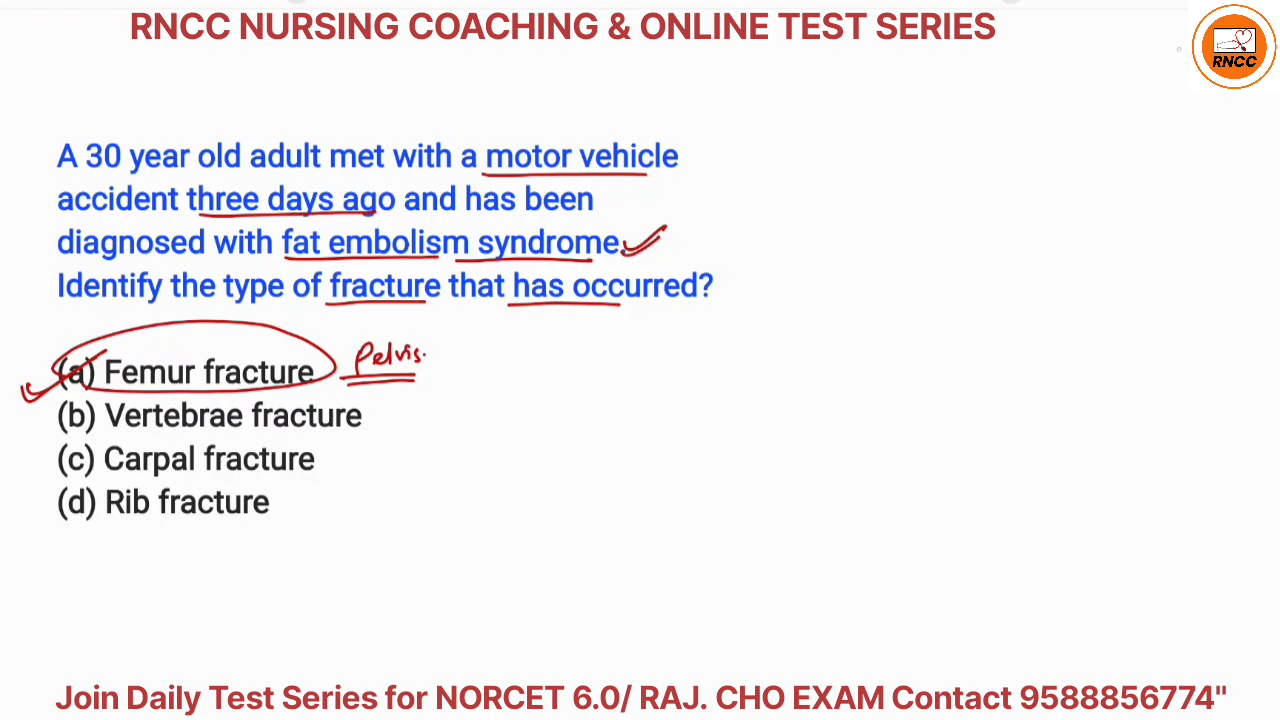 RNCC NURSING COACHING & ONLINE TEST SERIES
RNCC
A 30 year old adult met with a motor vehicle
accident three days ago and has been
diagnosed with fat embolism syndrome.
Identify the type of fracture that has occurred?
(a) Femur fracture Pelvis.
(b) Vertebrae fracture
(c) Carpal fracture
(d) Rib fracture
Join Daily Test Series for NORCET 6.0/ RAJ. CHO EXAM Contact 9588856774"